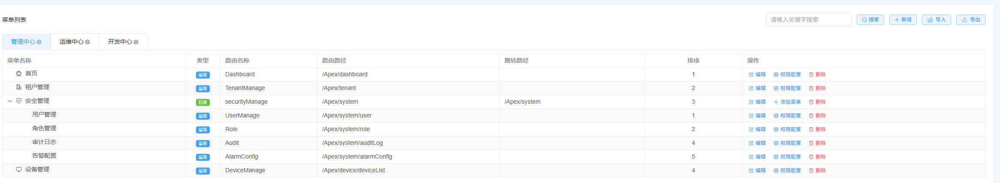 菜单列表 请输入关键字搜索 搜索 新增 导入 导出
管理中心 运维中心 开发中心
菜单名称 类型 路由名称 路由路径 跳转路径 排序 操作
首页 菜单 Dashboard /Apex/dashboard 1 编辑 权限配置 删除
租户管理 菜单 TenantManage /Apex/tenant 2 编辑 权限配置 删除
安全管理 目录 securityManage /Apex/system /Apex/system 3 编辑 添加菜单 删除
用户管理 菜单 UserManage /Apex/system/user 1 编辑 权限配置 删除
角色管理 菜单 Role /Apex/system/role 2 编辑 权限配置 删除
审计日志 菜单 Audit /Apex/system/auditLog 4 编辑 权限配置 删除
告警配置 菜单 AlarmConfig /Apex/system/alarmConfig 5 编辑 权限配置 删除
设备管理 菜单 DeviceManage /Apex/device/deviceList 4 编辑 权限配置 删除